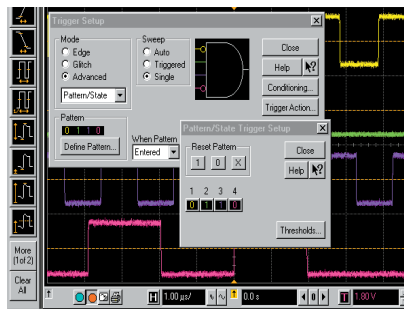 Trigger Setup
Mode
Edge
Glitch
Advanced
Pattern/State
Sweep
Auto
Triggered
Single
Close
Help
Conditioning...
Trigger Action...
Pattern
0 1 1 0
Define Pattern...
When Pattern
Entered
Pattern/State Trigger Setup
Reset Pattern
1 0 X
Close
Help
1 2 3 4
0 1 1 0
Thresholds...
More
(1of 2)
Clear
All
H 1.00 µs/ 0.0 s 0 T 1.80 V